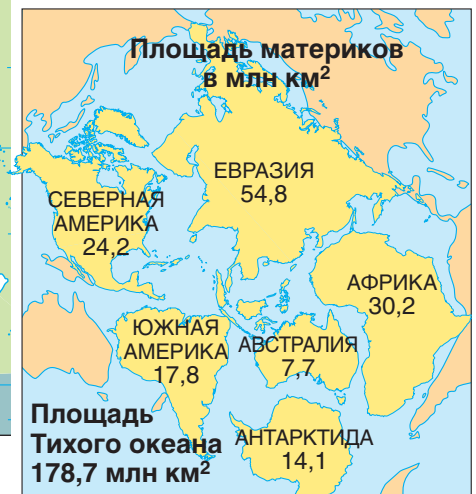 Площадь материков
в млн км²
ЕВРАЗИЯ
54,8
СЕВЕРНАЯ
АМЕРИКА
24,2
АФРИКА
30,2
ЮЖНАЯ
АМЕРИКА
17,8
АВСТРАЛИЯ
7,7
АНТАРКТИДА
14,1
Площадь
Тихого океана
178,7 млн км²